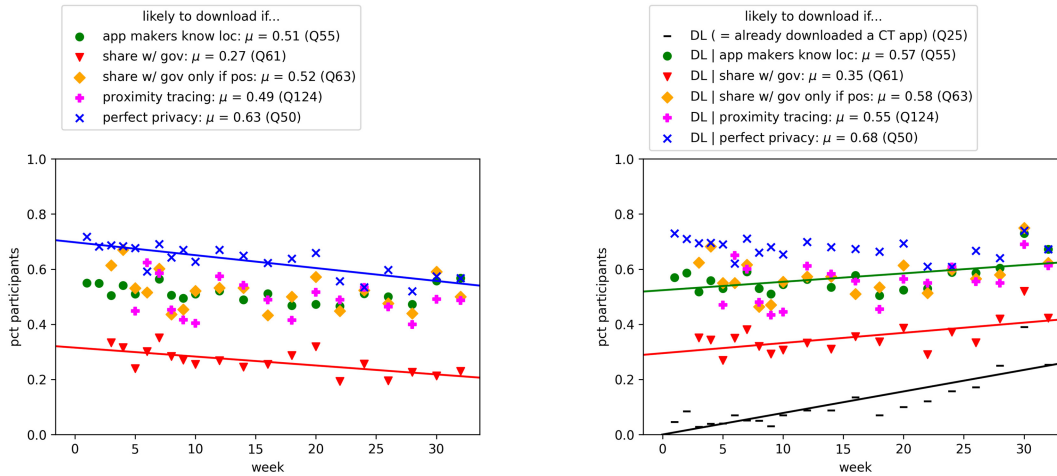 likely to download if...
app makers know loc: μ = 0.51 (Q55)
share w/ gov: μ = 0.27 (Q61)
share w/ gov only if pos: μ = 0.52 (Q63)
proximity tracing: μ = 0.49 (Q124)
perfect privacy: μ = 0.63 (Q50)
1.0
0.8
0.6
0.4
0.2
0.0
pct participants
0 5 10 15 20 25 30
week
likely to download if...
DL ( = already downloaded a CT app) (Q25)
DL | app makers know loc: μ = 0.57 (Q55)
DL | share w/ gov: μ = 0.35 (Q61)
DL | share w/ gov only if pos: μ = 0.58 (Q63)
DL | proximity tracing: μ = 0.55 (Q124)
DL | perfect privacy: μ = 0.68 (Q50)
1.0
0.8
0.6
0.4
0.2
0.0
pct participants
0 5 10 15 20 25 30
week